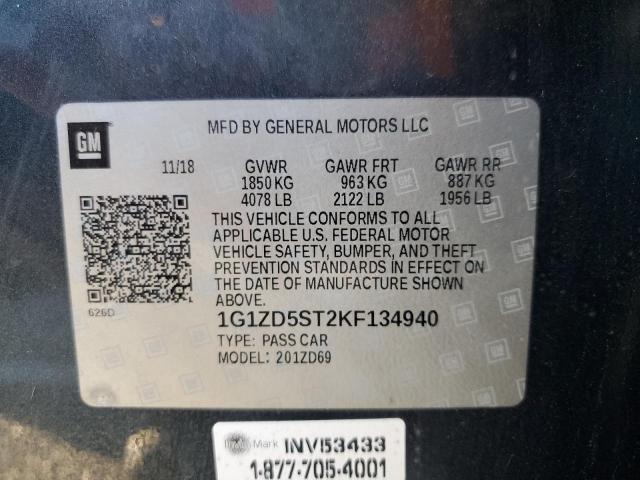 GM
MFD BY GENERAL MOTORS LLC
11/18 GVWR GAWR FRT GAWR RR
1850 KG 963 KG 887 KG
4078 LB 2122 LB 1956 LB
THIS VEHICLE CONFORMS TO ALL
APPLICABLE U.S. FEDERAL MOTOR
VEHICLE SAFETY, BUMPER, AND THEFT
PREVENTION STANDARDS IN EFFECT ON
THE DATE OF MANUFACTURE SHOWN
ABOVE.
626D
1G1ZD5ST2KF134940
TYPE: PASS CAR
MODEL: 201ZD69
Mark INV53433
1-877-705-4001